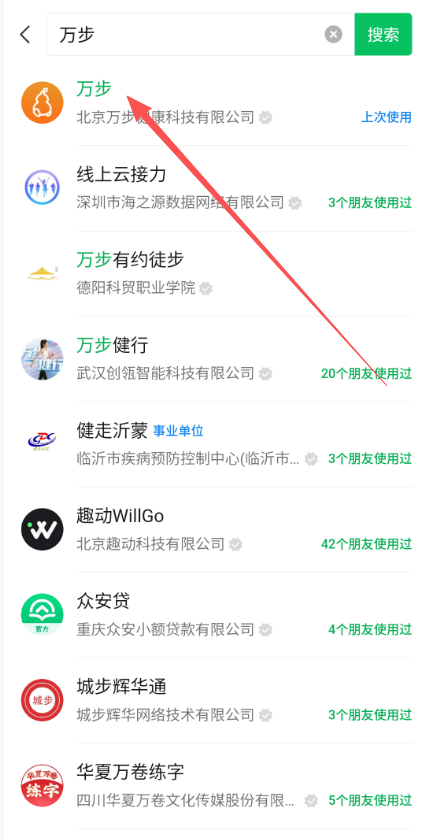 万步
搜索
万步
北京万步健康科技有限公司
上次使用
线上云接力
深圳市海之源数据网络有限公司
3个朋友使用过
万步有约徒步
德阳科贸职业学院
万步健行
武汉创瓴智能科技有限公司
20个朋友使用过
健走沂蒙 事业单位
临沂市疾病预防控制中心(临沂市...
3个朋友使用过
趣动WillGo
北京趣动科技有限公司
42个朋友使用过
官方
众安贷
重庆众安小额贷款有限公司
4个朋友使用过
城步
城步辉华通
城步辉华网络技术有限公司
3个朋友使用过
华夏万卷
练字
华夏万卷练字
四川华夏万卷文化传媒股份有限...
5个朋友使用过